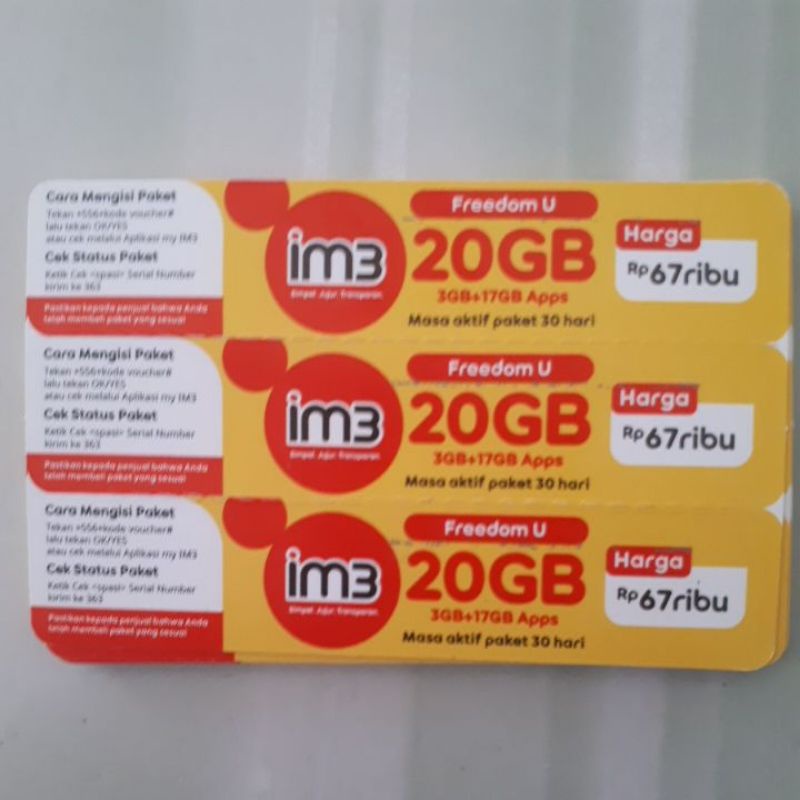 Cara Mengisi Paket
Tekan *556*kode voucher#
lalu tekan OK/YES
atau cek melalui Aplikasi my IM3
Cek Status Paket
Ketik Cek <spasi> Serial Number
kirim ke 363
Pastikan kepada penjual bahwa Anda
telah membeli paket yang sesuai
im3
Simpel Jujur Transparan
Freedom U
20GB
3GB+17GB Apps
Masa aktif paket 30 hari
Harga
Rp67ribu
Cara Mengisi Paket
Tekan *556*kode voucher#
lalu tekan OK/YES
atau cek melalui Aplikasi my IM3
Cek Status Paket
Ketik Cek <spasi> Serial Number
kirim ke 363
Pastikan kepada penjual bahwa Anda
telah membeli paket yang sesuai
im3
Simpel Jujur Transparan
Freedom U
20GB
3GB+17GB Apps
Masa aktif paket 30 hari
Harga
Rp67ribu
Cara Mengisi Paket
Tekan *556*kode voucher#
lalu tekan OK/YES
atau cek melalui Aplikasi my IM3
Cek Status Paket
Ketik Cek <spasi> Serial Number
kirim ke 363
Pastikan kepada penjual bahwa Anda
telah membeli paket yang sesuai
im3
Simpel Jujur Transparan
Freedom U
20GB
3GB+17GB Apps
Masa aktif paket 30 hari
Harga
Rp67ribu